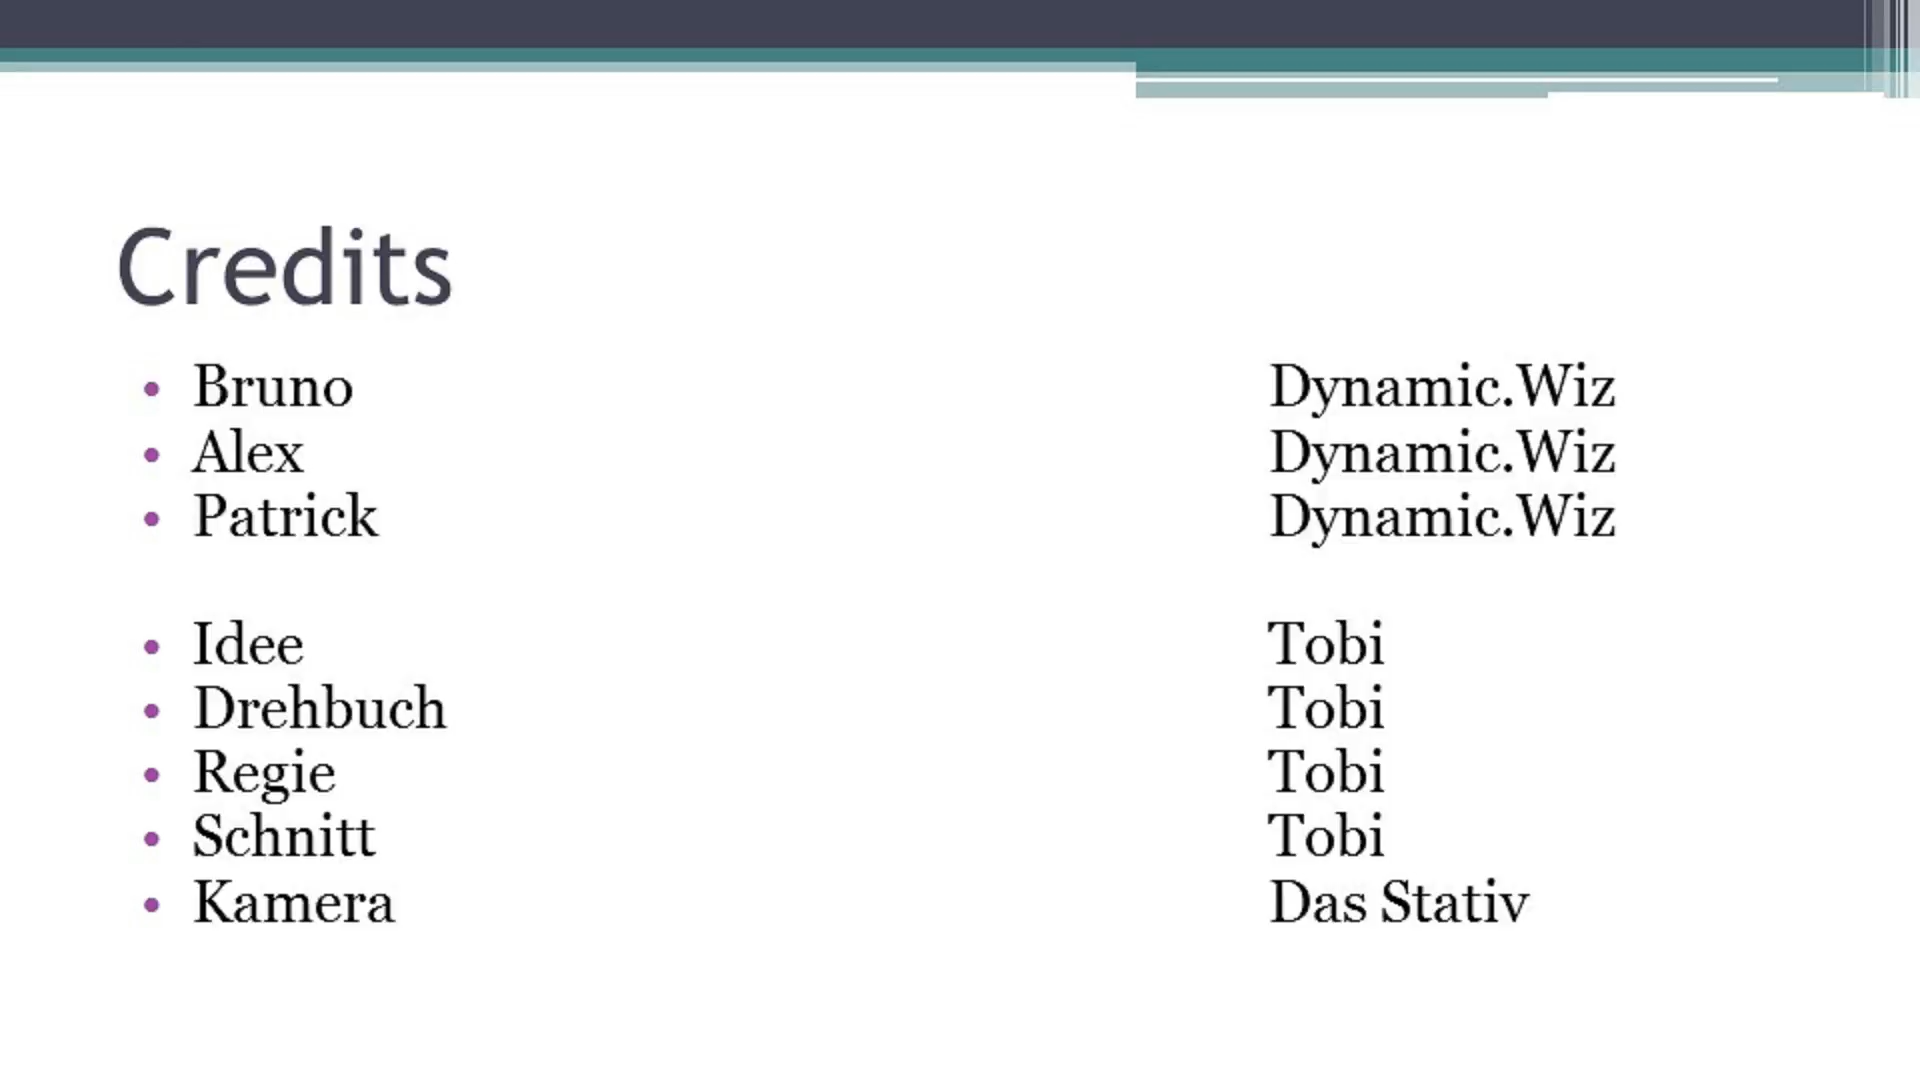 Credits
• Bruno Dynamic.Wiz
• Alex Dynamic.Wiz
• Patrick Dynamic.Wiz
• Idee Tobi
• Drehbuch Tobi
• Regie Tobi
• Schnitt Tobi
• Kamera Das Stativ